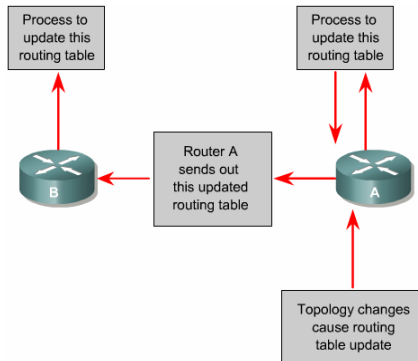 Process to
update this
routing table
Process to
update this
routing table
Router A
sends out
this updated
routing table
B
A
Topology changes
cause routing
table update